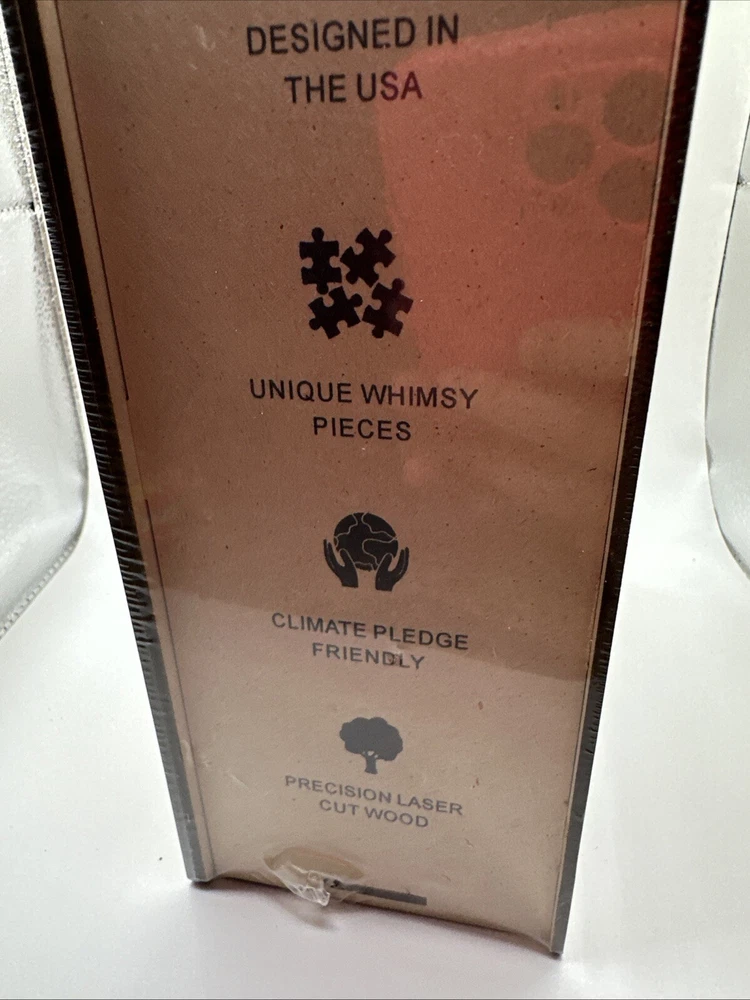 DESIGNED IN
THE USA
UNIQUE WHIMSY
PIECES
CLIMATE PLEDGE
FRIENDLY
PRECISION LASER
CUT WOOD